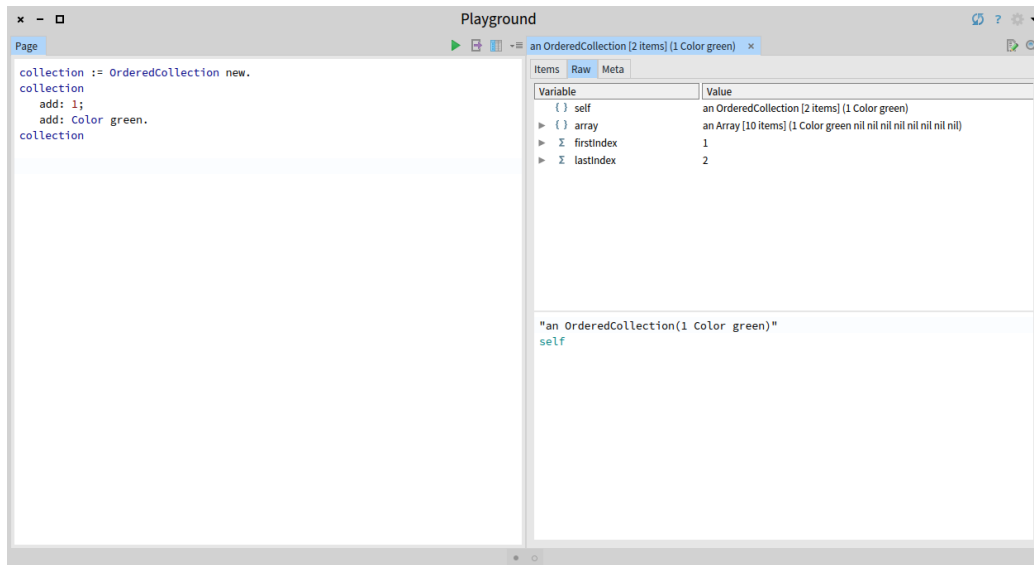 Playground
?
Page
an OrderedCollection [2 items] (1 Color green) ×
collection := OrderedCollection new.
collection
add: 1;
add: Color green.
collection
Items Raw Meta
Variable Value
{ } self an OrderedCollection [2 items] (1 Color green)
{ } array an Array [10 items] (1 Color green nil nil nil nil nil nil nil nil)
Σ firstIndex 1
Σ lastIndex 2
"an OrderedCollection(1 Color green)"
self